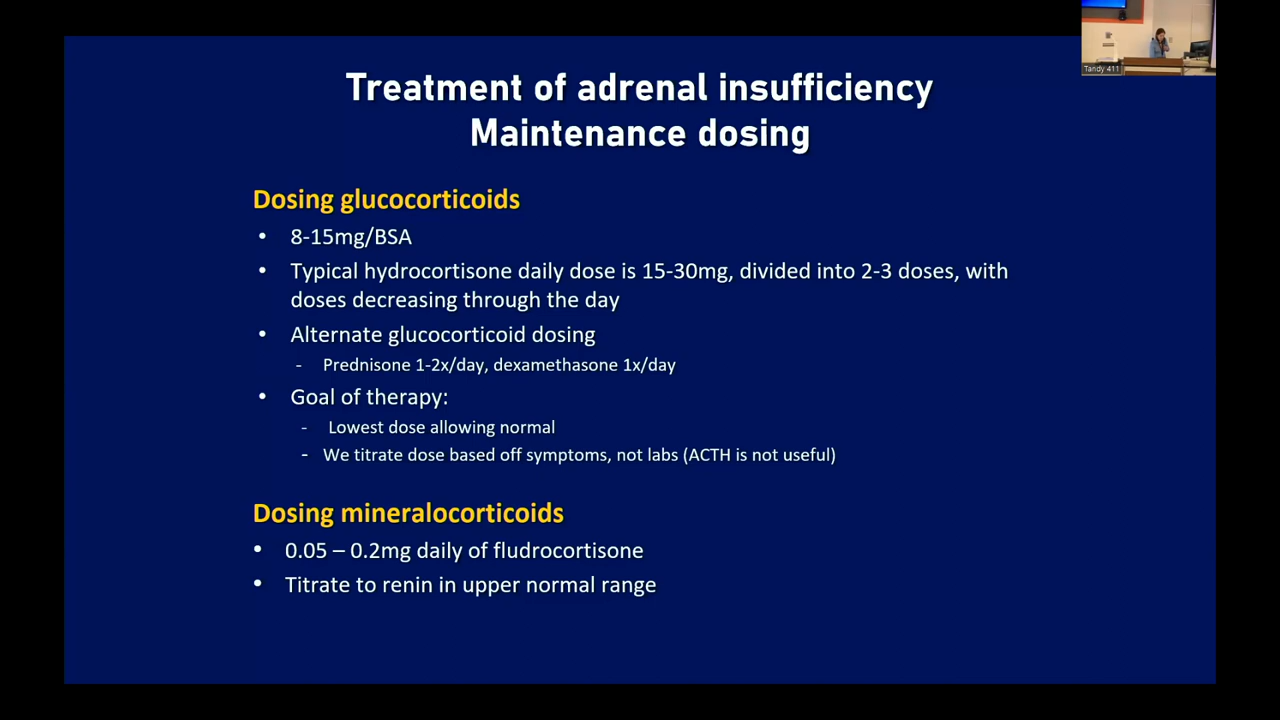 Tandy 411
Treatment of adrenal insufficiency
Maintenance dosing
Dosing glucocorticoids
• 8-15mg/BSA
• Typical hydrocortisone daily dose is 15-30mg, divided into 2-3 doses, with
doses decreasing through the day
• Alternate glucocorticoid dosing
- Prednisone 1-2x/day, dexamethasone 1x/day
• Goal of therapy:
- Lowest dose allowing normal
- We titrate dose based off symptoms, not labs (ACTH is not useful)
Dosing mineralocorticoids
• 0.05 – 0.2mg daily of fludrocortisone
• Titrate to renin in upper normal range